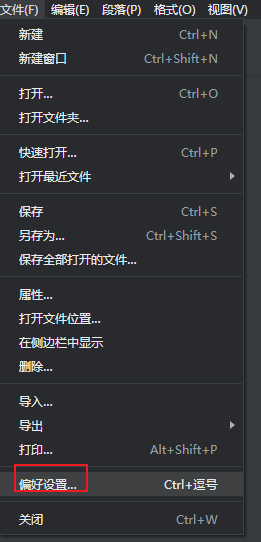 文件(F) 编辑(E) 段落(P) 格式(O) 视图(V)
新建 Ctrl+N
新建窗口 Ctrl+Shift+N
打开... Ctrl+O
打开文件夹...
快速打开... Ctrl+P
打开最近文件
保存 Ctrl+S
另存为... Ctrl+Shift+S
保存全部打开的文件...
属性...
打开文件位置...
在侧边栏中显示
删除...
导入...
导出
打印... Alt+Shift+P
偏好设置... Ctrl+逗号
关闭 Ctrl+W